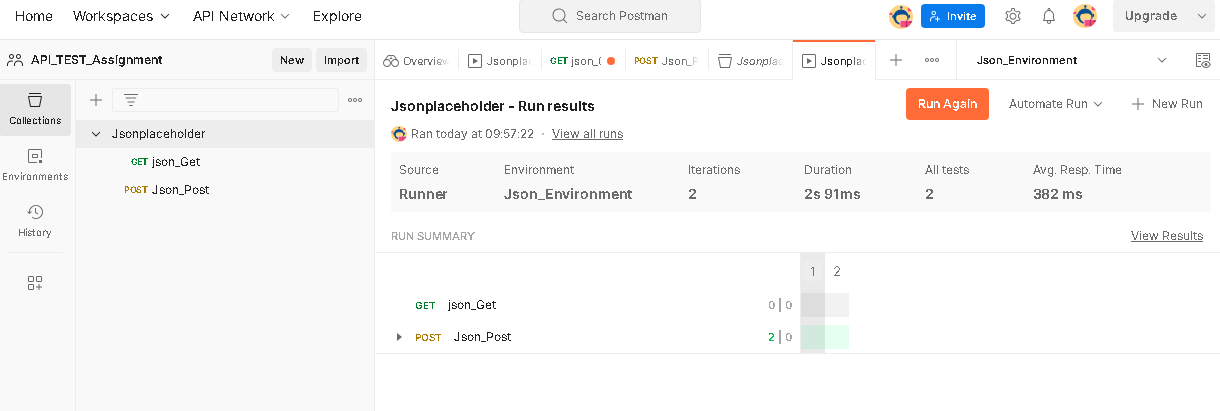 Home Workspaces API Network Explore Search Postman Invite Upgrade
API_TEST_Assignment New Import Overview Jsonpla GET json_( POST Json_P Jsonplac Jsonplac Json_Environment
Collections
Environments
History
Jsonplaceholder
GET json_Get
POST Json_Post
Jsonplaceholder - Run results Run Again Automate Run New Run
Ran today at 09:57:22 · View all runs
Source Environment Iterations Duration All tests Avg. Resp. Time
Runner Json_Environment 2 2s 91ms 2 382 ms
RUN SUMMARY View Results
1 2
GET json_Get 0 | 0
POST Json_Post 2 | 0